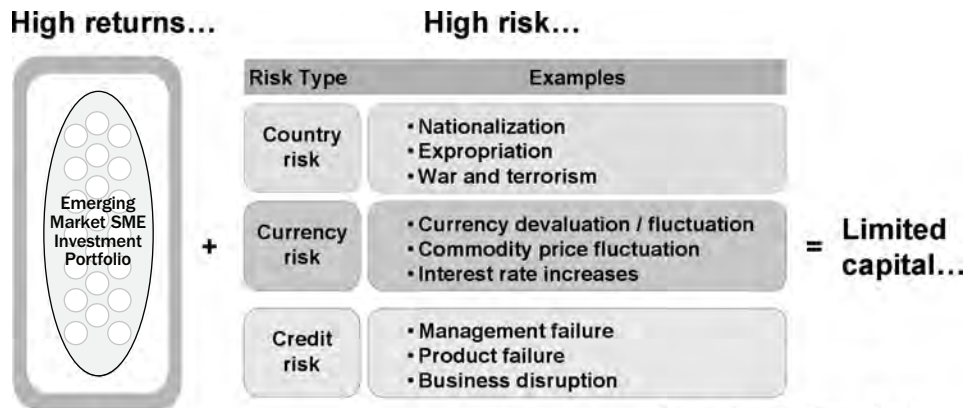 High returns…
High risk…
Emerging
Market SME
Investment
Portfolio
+
Risk Type
Examples
Country
risk
• Nationalization
• Expropriation
• War and terrorism
Currency
risk
• Currency devaluation / fluctuation
• Commodity price fluctuation
• Interest rate increases
Credit
risk
• Management failure
• Product failure
• Business disruption
= Limited
capital…